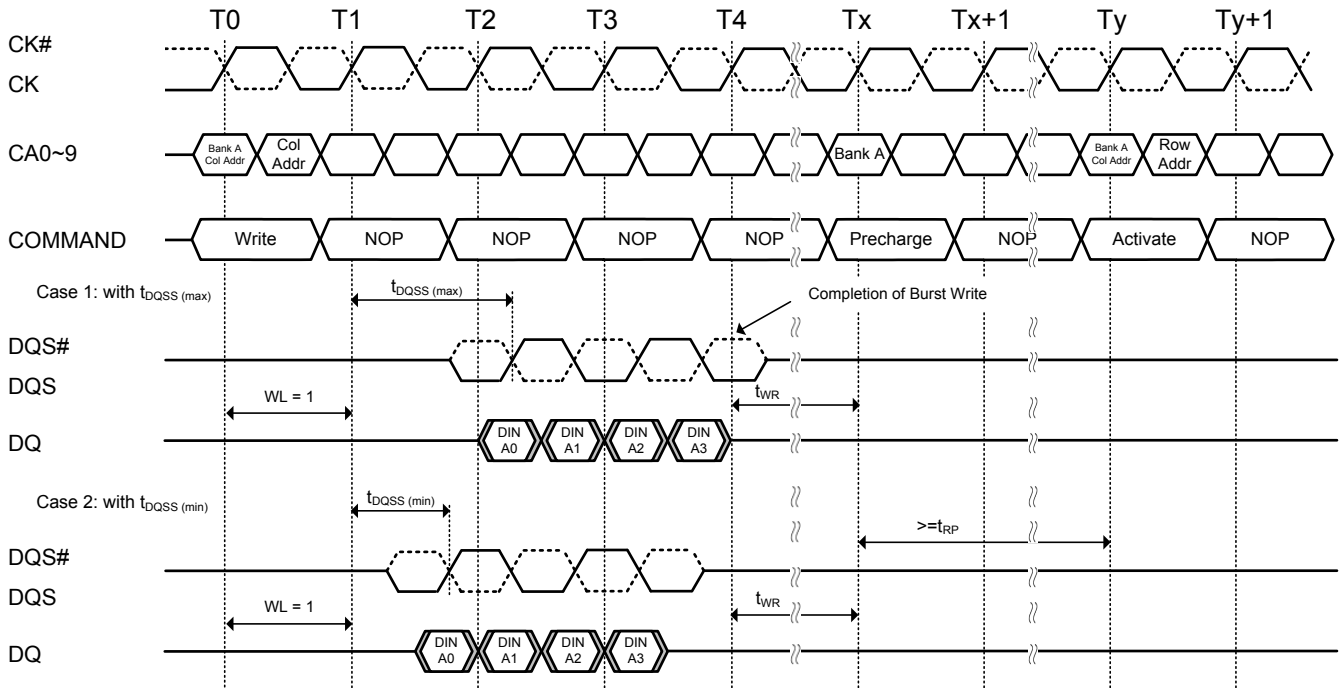 T0 T1 T2 T3 T4 Tx Tx+1 Ty Ty+1
CK#
CK
CA0~9
Bank A Col Addr
Col Addr
Bank A
Bank A Col Addr
Row Addr
COMMAND
Write NOP NOP NOP NOP Precharge NOP Activate NOP
Case 1: with tDQSS (max)
tDQSS (max)
Completion of Burst Write
DQS#
DQS
WL = 1
tWR
DQ
DIN A0
DIN A1
DIN A2
DIN A3
Case 2: with tDQSS (min)
tDQSS (min)
>=tRP
DQS#
DQS
WL = 1
tWR
DQ
DIN A0
DIN A1
DIN A2
DIN A3